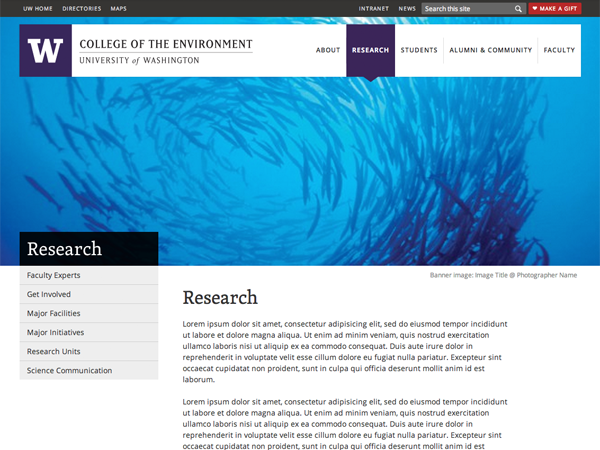 UW HOME DIRECTORIES MAPS INTRANET NEWS Search this site MAKE A GIFT
W
COLLEGE OF THE ENVIRONMENT
UNIVERSITY of WASHINGTON
ABOUT RESEARCH STUDENTS ALUMNI & COMMUNITY FACULTY
Research
Faculty Experts
Get Involved
Major Facilities
Major Initiatives
Research Units
Science Communication
Banner image: Image Title @ Photographer Name
Research
Lorem ipsum dolor sit amet, consectetur adipisicing elit, sed do eiusmod tempor incididunt
ut labore et dolore magna aliqua. Ut enim ad minim veniam, quis nostrud exercitation
ullamco laboris nisi ut aliquip ex ea commodo consequat. Duis aute irure dolor in
reprehenderit in voluptate velit esse cillum dolore eu fugiat nulla pariatur. Excepteur sint
occaecat cupidatat non proident, sunt in culpa qui officia deserunt mollit anim id est
laborum.
Lorem ipsum dolor sit amet, consectetur adipisicing elit, sed do eiusmod tempor incididunt
ut labore et dolore magna aliqua. Ut enim ad minim veniam, quis nostrud exercitation
ullamco laboris nisi ut aliquip ex ea commodo consequat. Duis aute irure dolor in
reprehenderit in voluptate velit esse cillum dolore eu fugiat nulla pariatur. Excepteur sint
occaecat cupidatat non proident, sunt in culpa qui officia deserunt mollit anim id est